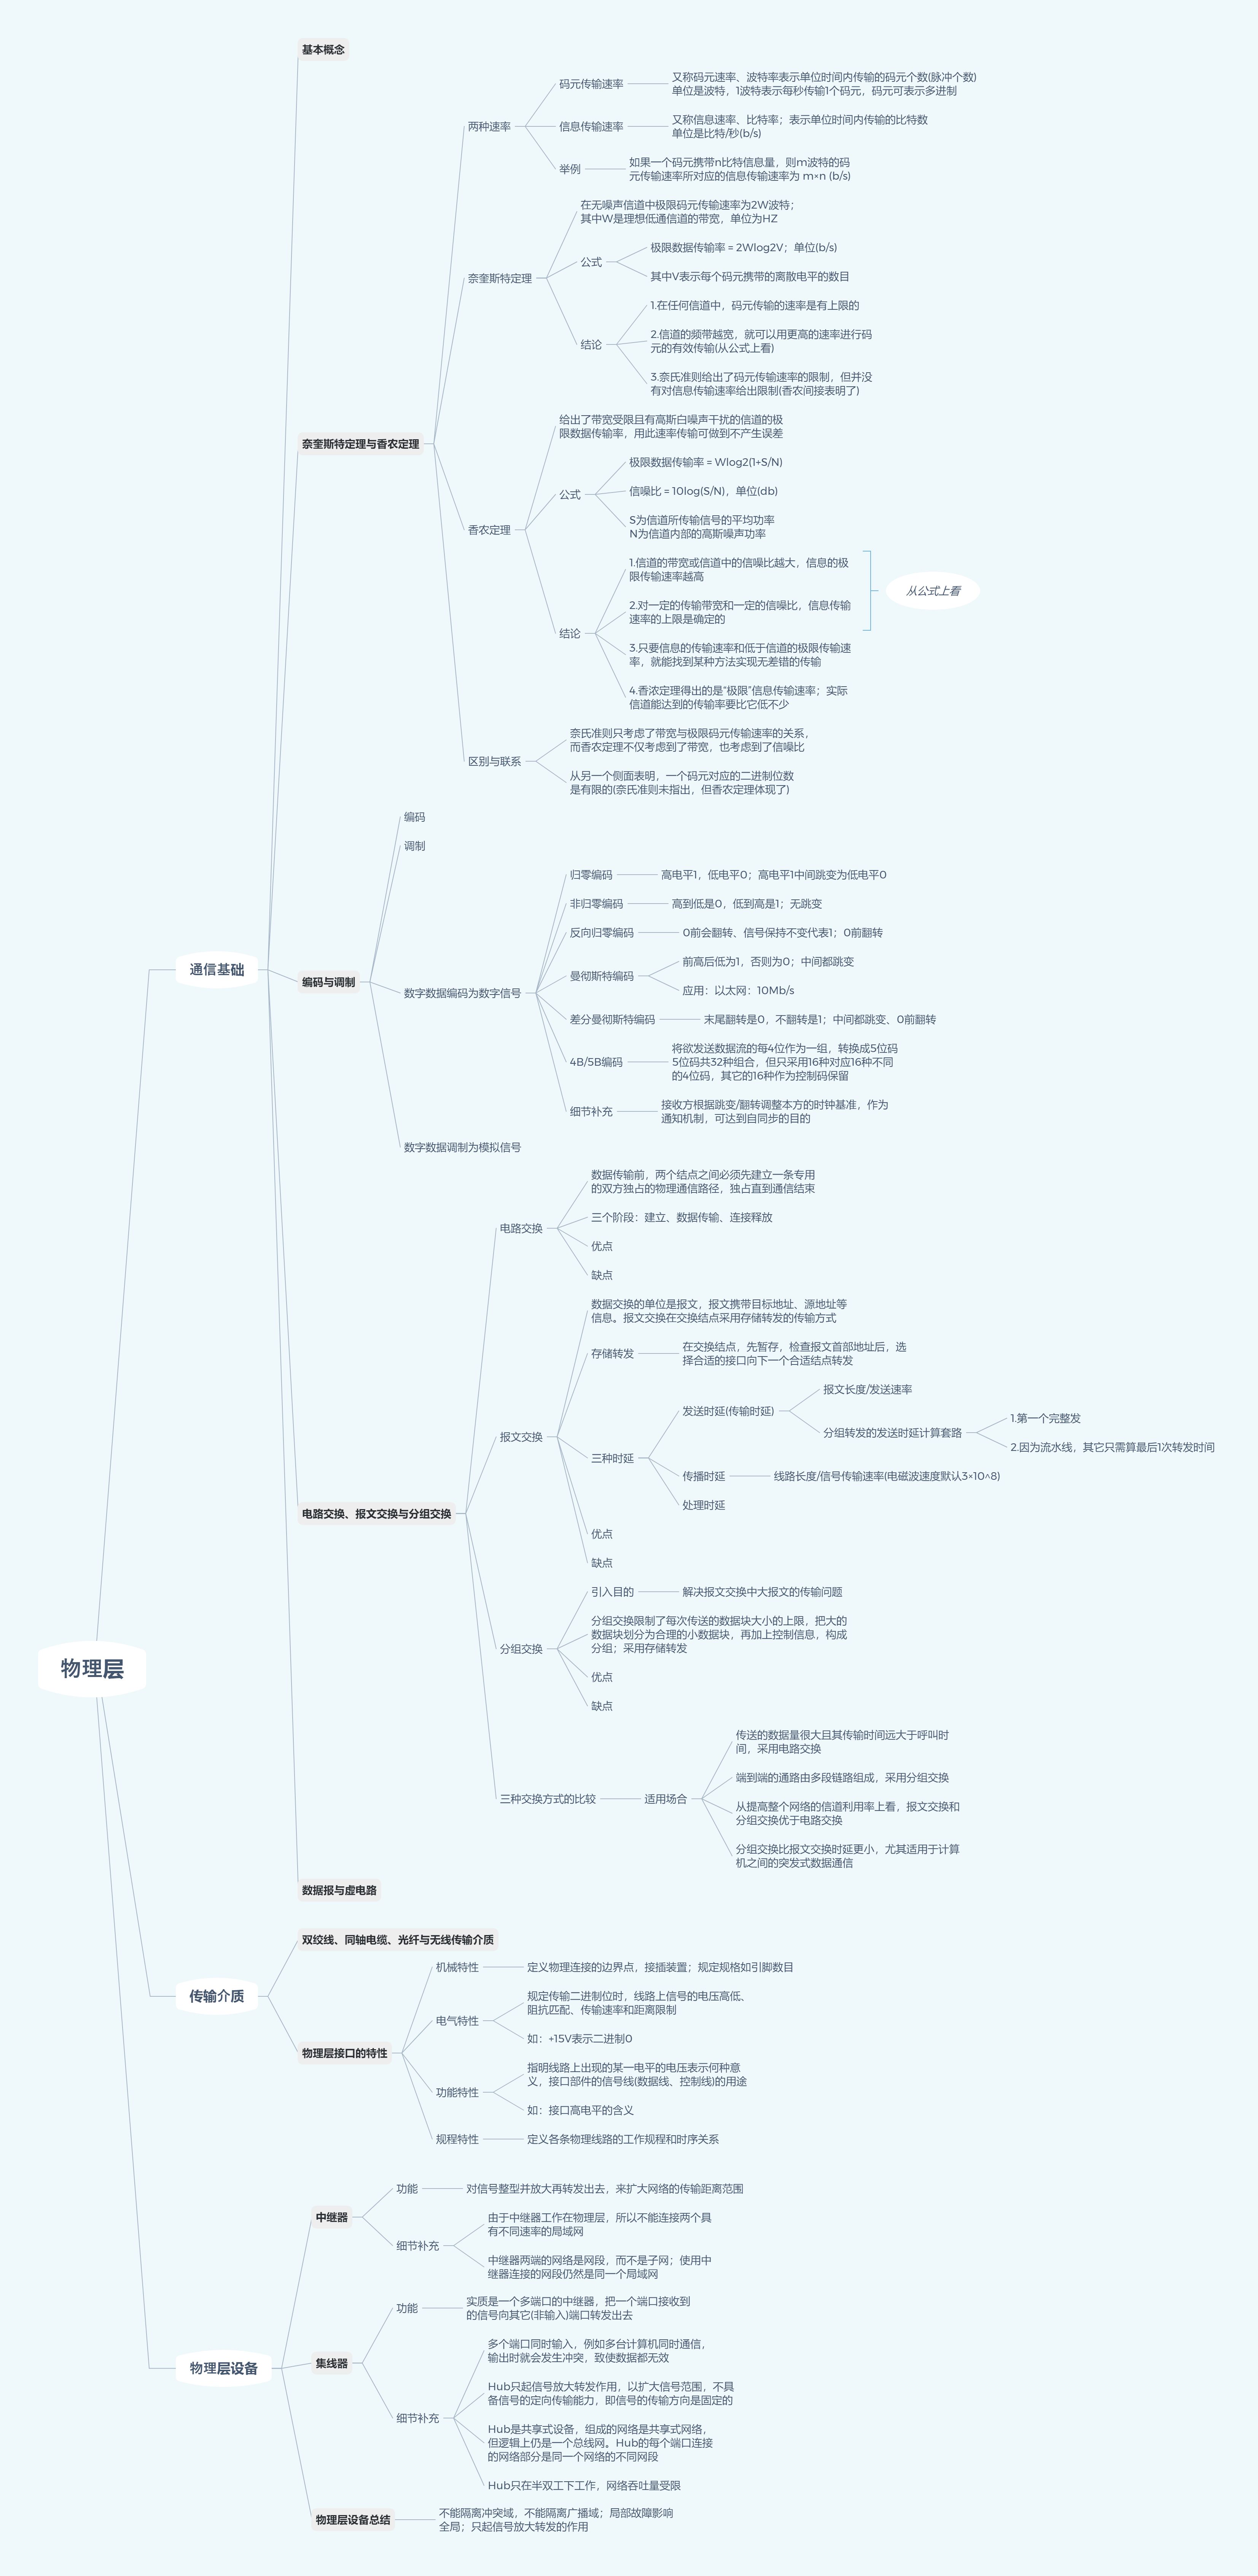 物理层
通信基础
基本概念
奈奎斯特定理与香农定理
两种速率
码元传输速率
又称码元速率、波特率表示单位时间内传输的码元个数(脉冲个数)
单位是波特，1波特表示每秒传输1个码元，码元可表示多进制
信息传输速率
又称信息速率、比特率；表示单位时间内传输的比特数
单位是比特/秒(b/s)
举例
如果一个码元携带n比特信息量，则m波特的码
元传输速率所对应的信息传输速率为 m×n (b/s)
奈奎斯特定理
在无噪声信道中极限码元传输速率为2W波特；
其中W是理想低通信道的带宽，单位为HZ
公式
极限数据传输率 = 2Wlog2V；单位(b/s)
其中V表示每个码元携带的离散电平的数目
结论
1.在任何信道中，码元传输的速率是有上限的
2.信道的频带越宽，就可以用更高的速率进行码
元的有效传输(从公式上看)
3.奈氏准则给出了码元传输速率的限制，但并没
有对信息传输速率给出限制(香农间接表明了)
香农定理
给出了带宽受限且有高斯白噪声干扰的信道的极
限数据传输率，用此速率传输可做到不产生误差
公式
极限数据传输率 = Wlog2(1+S/N)
信噪比 = 10log(S/N)，单位(db)
S为信道所传输信号的平均功率
N为信道内部的高斯噪声功率
结论
1.信道的带宽或信道中的信噪比越大，信息的极
限传输速率越高
2.对一定的传输带宽和一定的信噪比，信息传输
速率的上限是确定的
从公式上看
3.只要信息的传输速率和低于信道的极限传输速
率，就能找到某种方法实现无差错的传输
4.香浓定理得出的是“极限”信息传输速率；实际
信道能达到的传输率要比它低不少
区别与联系
奈氏准则只考虑了带宽与极限码元传输速率的关系，
而香农定理不仅考虑到了带宽，也考虑到了信噪比
从另一个侧面表明，一个码元对应的二进制位数
是有限的(奈氏准则未指出，但香农定理体现了)
编码与调制
编码
调制
数字数据编码为数字信号
归零编码
高电平1，低电平0；高电平1中间跳变为低电平0
非归零编码
高到低是0，低到高是1；无跳变
反向归零编码
0前会翻转、信号保持不变代表1；0前翻转
曼彻斯特编码
前高后低为1，否则为0；中间都跳变
应用：以太网：10Mb/s
差分曼彻斯特编码
末尾翻转是0，不翻转是1；中间都跳变、0前翻转
4B/5B编码
将欲发送数据流的每4位作为一组，转换成5位码
5位码共32种组合，但只采用16种对应16种不同
的4位码，其它的16种作为控制码保留
细节补充
接收方根据跳变/翻转调整本方的时钟基准，作为
通知机制，可达到自同步的目的
数字数据调制为模拟信号
电路交换、报文交换与分组交换
电路交换
数据传输前，两个结点之间必须先建立一条专用
的双方独占的物理通信路径，独占直到通信结束
三个阶段：建立、数据传输、连接释放
优点
缺点
报文交换
数据交换的单位是报文，报文携带目标地址、源地址等
信息。报文交换在交换结点采用存储转发的传输方式
存储转发
在交换结点，先暂存，检查报文首部地址后，选
择合适的接口向下一个合适结点转发
三种时延
发送时延(传输时延)
报文长度/发送速率
分组转发的发送时延计算套路
1.第一个完整发
2.因为流水线，其它只需算最后1次转发时间
传播时延
线路长度/信号传输速率(电磁波速度默认3×10^8)
处理时延
优点
缺点
分组交换
引入目的
解决报文交换中大报文的传输问题
分组交换限制了每次传送的数据块大小的上限，把大的
数据块划分为合理的小数据块，再加上控制信息，构成
分组；采用存储转发
优点
缺点
三种交换方式的比较
适用场合
传送的数据量很大且其传输时间远大于呼叫时
间，采用电路交换
端到端的通路由多段链路组成，采用分组交换
从提高整个网络的信道利用率上看，报文交换和
分组交换优于电路交换
分组交换比报文交换时延更小，尤其适用于计算
机之间的突发式数据通信
数据报与虚电路
传输介质
双绞线、同轴电缆、光纤与无线传输介质
物理层接口的特性
机械特性
定义物理连接的边界点，接插装置；规定规格如引脚数目
电气特性
规定传输二进制位时，线路上信号的电压高低、
阻抗匹配、传输速率和距离限制
如：+15V表示二进制0
功能特性
指明线路上出现的某一电平的电压表示何种意
义，接口部件的信号线(数据线、控制线)的用途
如：接口高电平的含义
规程特性
定义各条物理线路的工作规程和时序关系
物理层设备
中继器
功能
对信号整型并放大再转发出去，来扩大网络的传输距离范围
细节补充
由于中继器工作在物理层，所以不能连接两个具
有不同速率的局域网
中继器两端的网络是网段，而不是子网；使用中
继器连接的网段仍然是同一个局域网
集线器
功能
实质是一个多端口的中继器，把一个端口接收到
的信号向其它(非输入)端口转发出去
细节补充
多个端口同时输入，例如多台计算机同时通信，
输出时就会发生冲突，致使数据都无效
Hub只起信号放大转发作用，以扩大信号范围，不具
备信号的定向传输能力，即信号的传输方向是固定的
Hub是共享式设备，组成的网络是共享式网络，
但逻辑上仍是一个总线网。Hub的每个端口连接
的网络部分是同一个网络的不同网段
Hub只在半双工下工作，网络吞吐量受限
物理层设备总结
不能隔离冲突域，不能隔离广播域；局部故障影响
全局；只起信号放大转发的作用